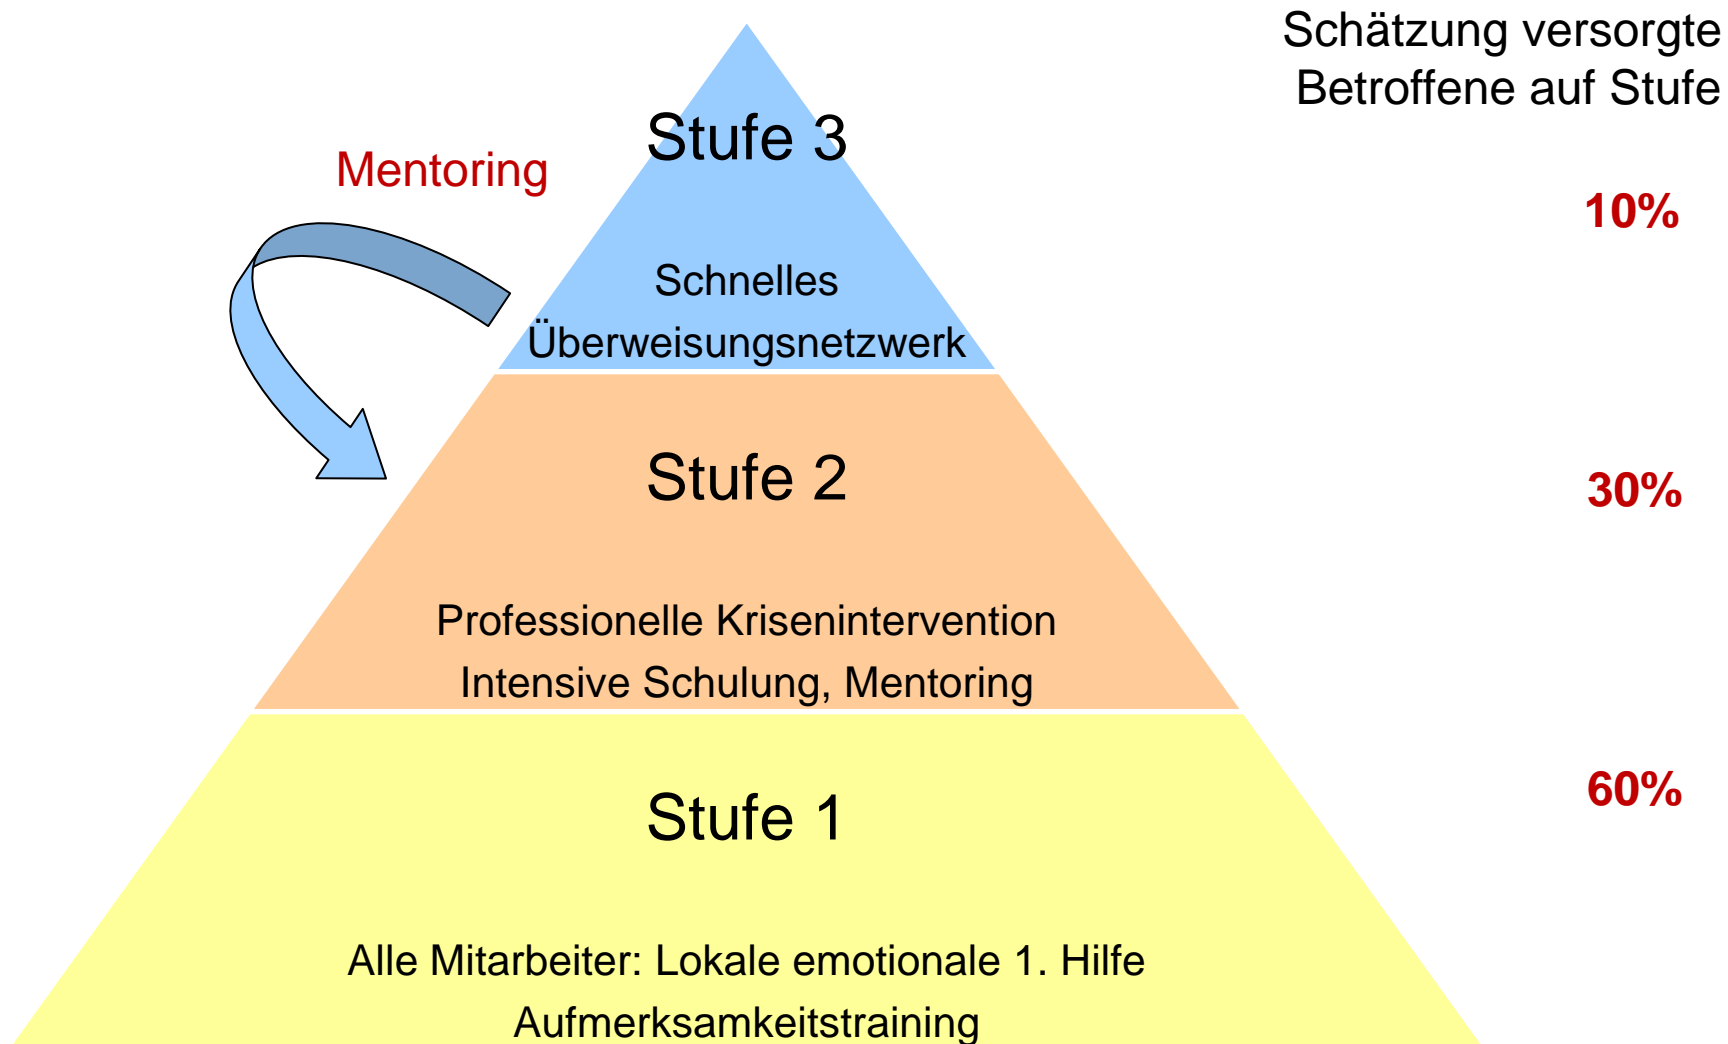 Schätzung versorgte
Betroffene auf Stufe
Stufe 3
Mentoring
10%
Schnelles
Überweisungsnetzwerk
Stufe 2
30%
Professionelle Krisenintervention
Intensive Schulung, Mentoring
Stufe 1
60%
Alle Mitarbeiter: Lokale emotionale 1. Hilfe
Aufmerksamkeitstraining